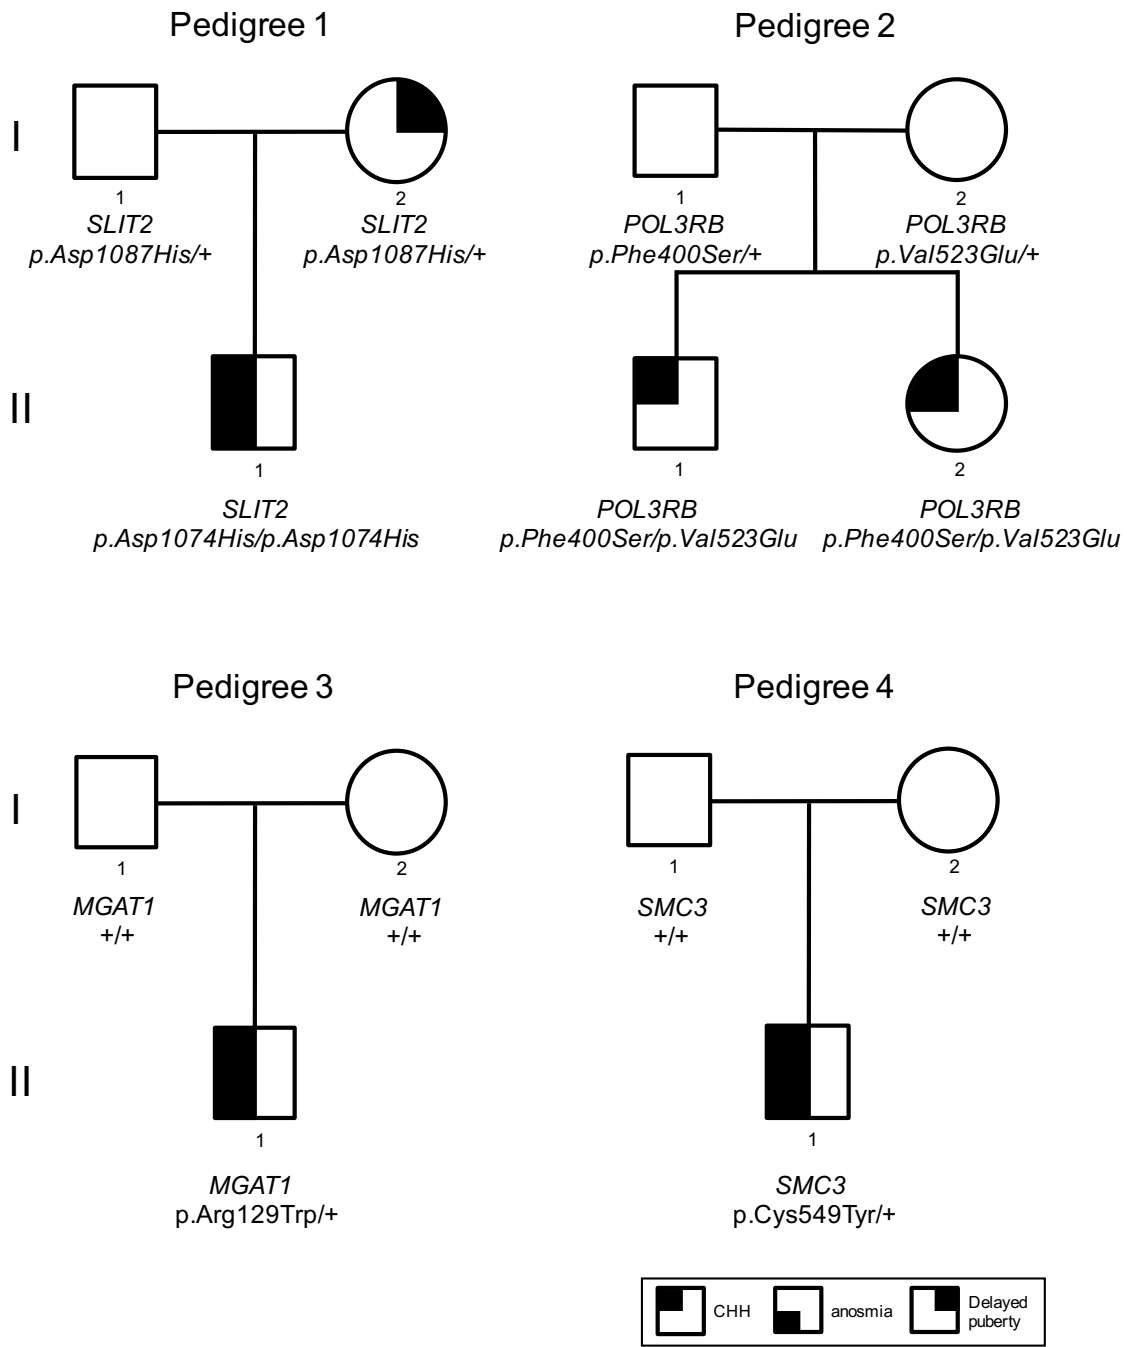 Pedigree 1
Pedigree 2
I
1
2
1
2
SLIT2
p.Asp1087His/+
SLIT2
p.Asp1087His/+
POL3RB
p.Phe400Ser/+
POL3RB
p.Val523Glu/+
II
1
1
2
SLIT2
p.Asp1074His/p.Asp1074His
POL3RB
p.Phe400Ser/p.Val523Glu
POL3RB
p.Phe400Ser/p.Val523Glu
Pedigree 3
Pedigree 4
I
1
2
1
2
MGAT1
+/+
MGAT1
+/+
SMC3
+/+
SMC3
+/+
II
1
1
MGAT1
p.Arg129Trp/+
SMC3
p.Cys549Tyr/+
CHH
anosmia
Delayed
puberty